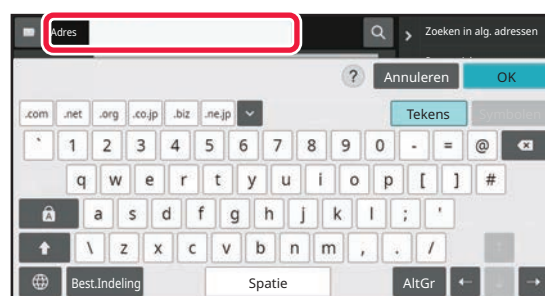 Adres
Zoeken in alg. adressen
? Annuleren OK
.com .net .org .co.jp .biz .ne.jp Tekens Symbolen
` 1 2 3 4 5 6 7 8 9 0 - = @
q w e r t y u i o p [ ] #
A a s d f g h j k l ; '
\ z x c v b n m , . /
Best.Indeling Spatie AltGr